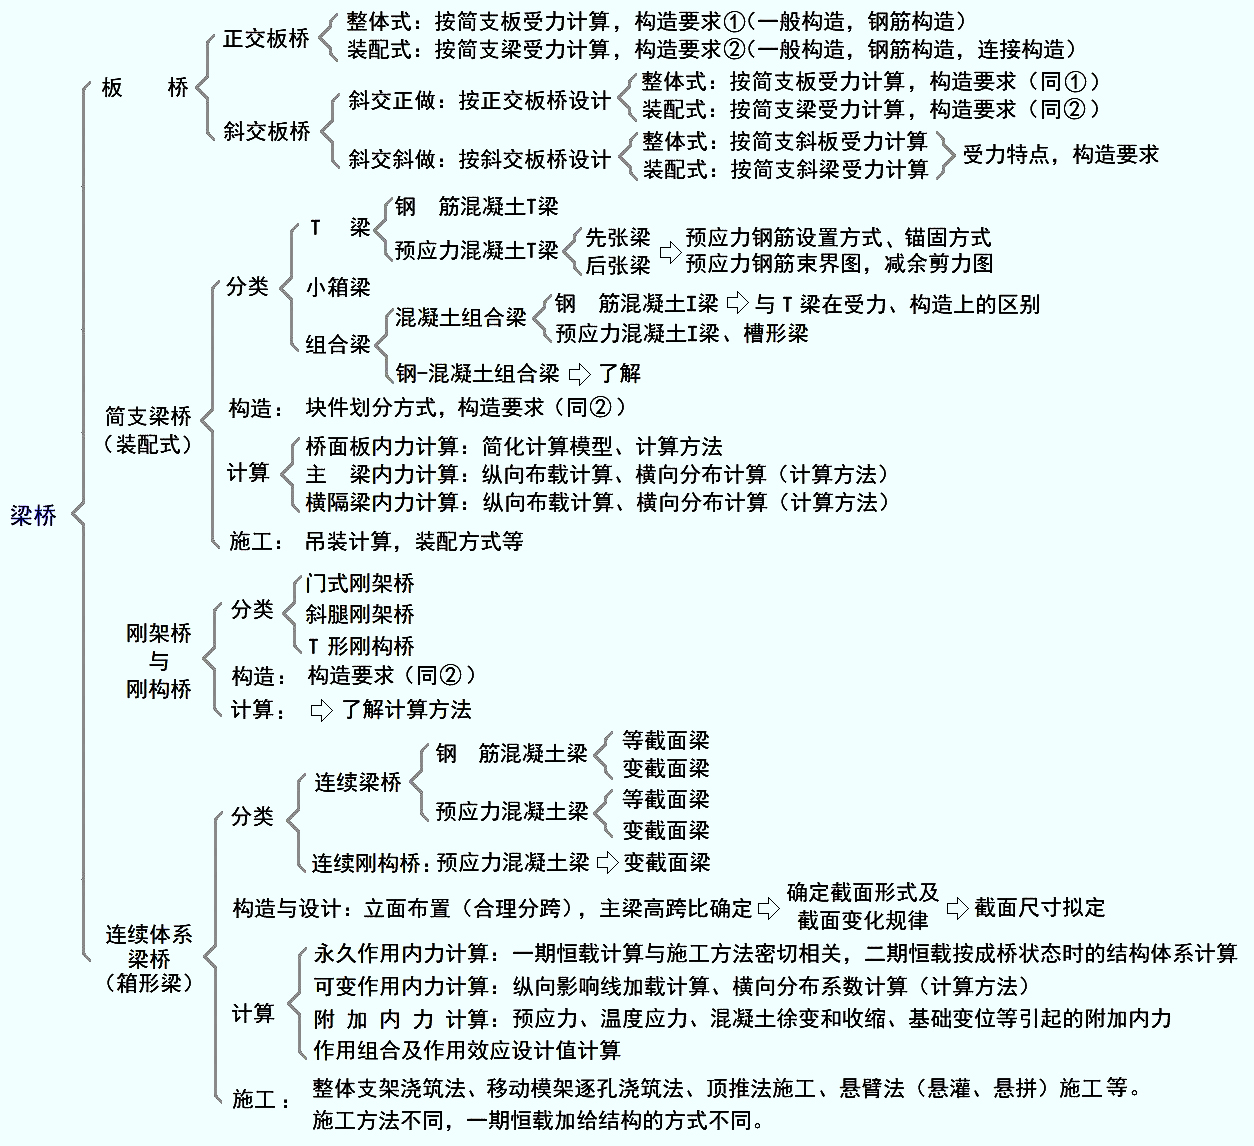 正交板桥
整体式：按简支板受力计算，构造要求①(一般构造，钢筋构造)
装配式：按简支梁受力计算，构造要求②(一般构造，钢筋构造，连接构造)
板 桥
斜交板桥
斜交正做：按正交板桥设计
整体式：按简支板受力计算，构造要求(同①)
装配式：按简支梁受力计算，构造要求(同②)
斜交斜做：按斜交板桥设计
整体式：按简支斜板受力计算
装配式：按简支斜梁受力计算
受力特点，构造要求
梁桥
简支梁桥
(装配式)
分类
T 梁
钢 筋混凝土T梁
预应力混凝土T梁
先张梁
后张梁
预应力钢筋设置方式、锚固方式
预应力钢筋束界图，减余剪力图
小箱梁
组合梁
混凝土组合梁
钢 筋混凝土I梁
与 T 梁在受力、构造上的区别
预应力混凝土I梁、槽形梁
钢-混凝土组合梁
了解
构造：
块件划分方式，构造要求(同②)
计算
桥面板内力计算：简化计算模型、计算方法
主 梁内力计算：纵向布载计算、横向分布计算(计算方法)
横隔梁内力计算：纵向布载计算、横向分布计算(计算方法)
施工：
吊装计算，装配方式等
刚架桥
与
刚构桥
分类
门式刚架桥
斜腿刚架桥
T 形刚构桥
构造：
构造要求(同②)
计算：
了解计算方法
连续体系
梁桥
(箱形梁)
分类
连续梁桥
钢 筋混凝土梁
等截面梁
变截面梁
预应力混凝土梁
等截面梁
变截面梁
连续刚构桥：预应力混凝土梁
变截面梁
构造与设计：立面布置(合理分跨)，主梁高跨比确定
确定截面形式及
截面变化规律
截面尺寸拟定
计算
永久作用内力计算：一期恒载计算与施工方法密切相关，二期恒载按成桥状态时的结构体系计算
可变作用内力计算：纵向影响线加载计算、横向分布系数计算(计算方法)
附 加 内 力 计算：预应力、温度应力、混凝土徐变和收缩、基础变位等引起的附加内力
作用组合及作用效应设计值计算
施工：
整体支架浇筑法、移动模架逐孔浇筑法、顶推法施工、悬臂法(悬灌、悬拼)施工等。
施工方法不同，一期恒载加给结构的方式不同。